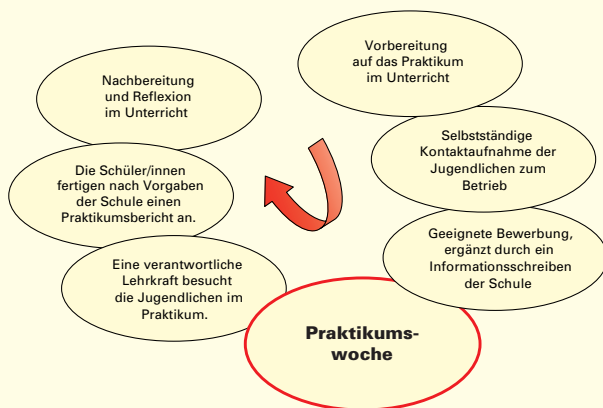 Vorbereitung
auf das Praktikum
im Unterricht
Selbstständige
Kontaktaufnahme der
Jugendlichen zum
Betrieb
Geeignete Bewerbung,
ergänzt durch ein
Informationsschreiben
der Schule
Praktikums-
woche
Eine verantwortliche
Lehrkraft besucht
die Jugendlichen im
Praktikum.
Die Schüler/innen
fertigen nach Vorgaben
der Schule einen
Praktikumsbericht an.
Nachbereitung
und Reflexion
im Unterricht